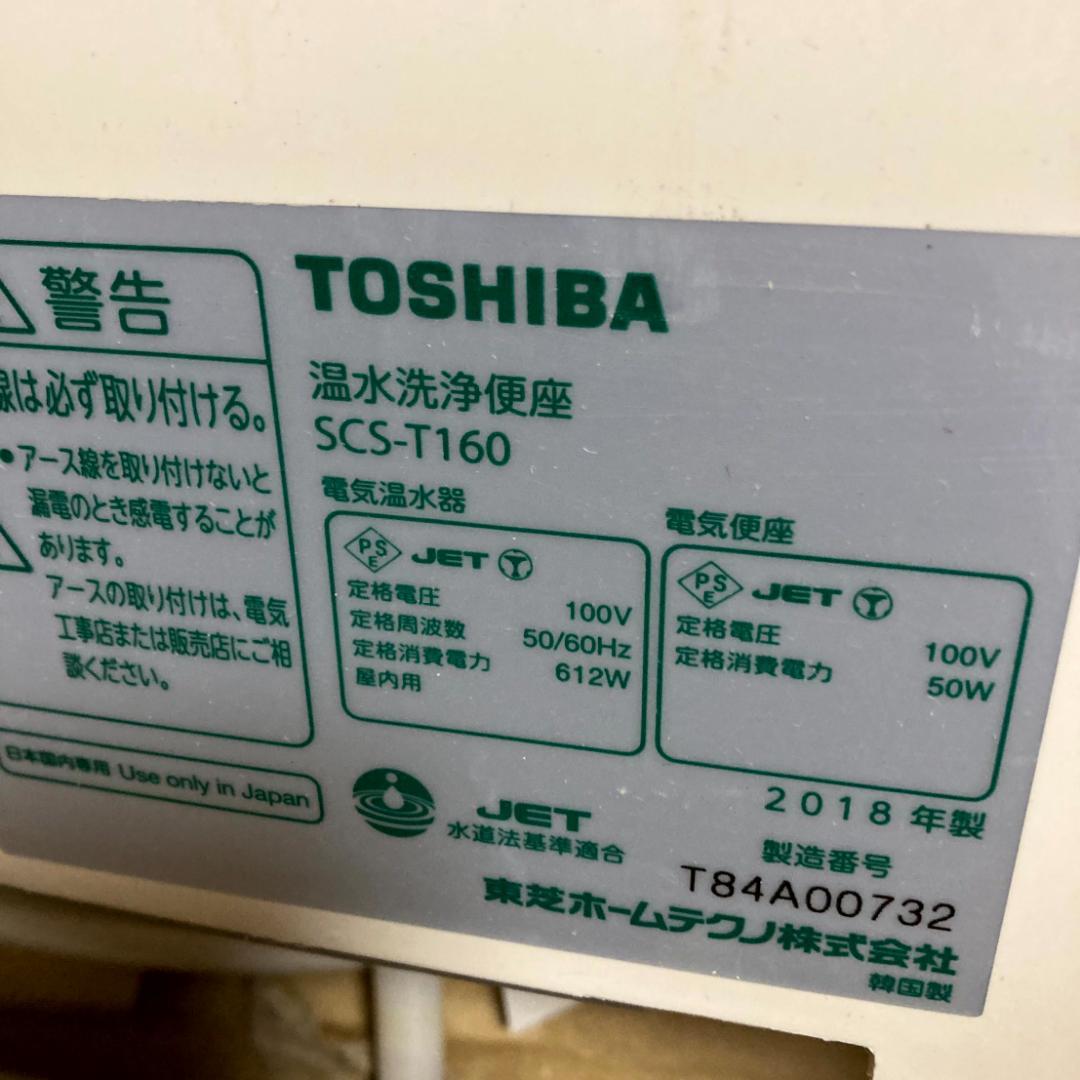 警告
線は必ず取り付ける。
●アース線を取り付けないと
漏電のとき感電することが
あります。
アースの取り付けは、電気
工事店または販売店にご相
談ください。
日本国内専用 Use only in Japan
TOSHIBA
温水洗浄便座
SCS-T160
電気温水器
PSE JET
定格電圧 100V
定格周波数 50/60Hz
定格消費電力 612W
屋内用
電気便座
PSE JET
定格電圧 100V
定格消費電力 50W
JET
水道法基準適合
2018年製
製造番号
T84A00732
東芝ホームテクノ株式会社
韓国製